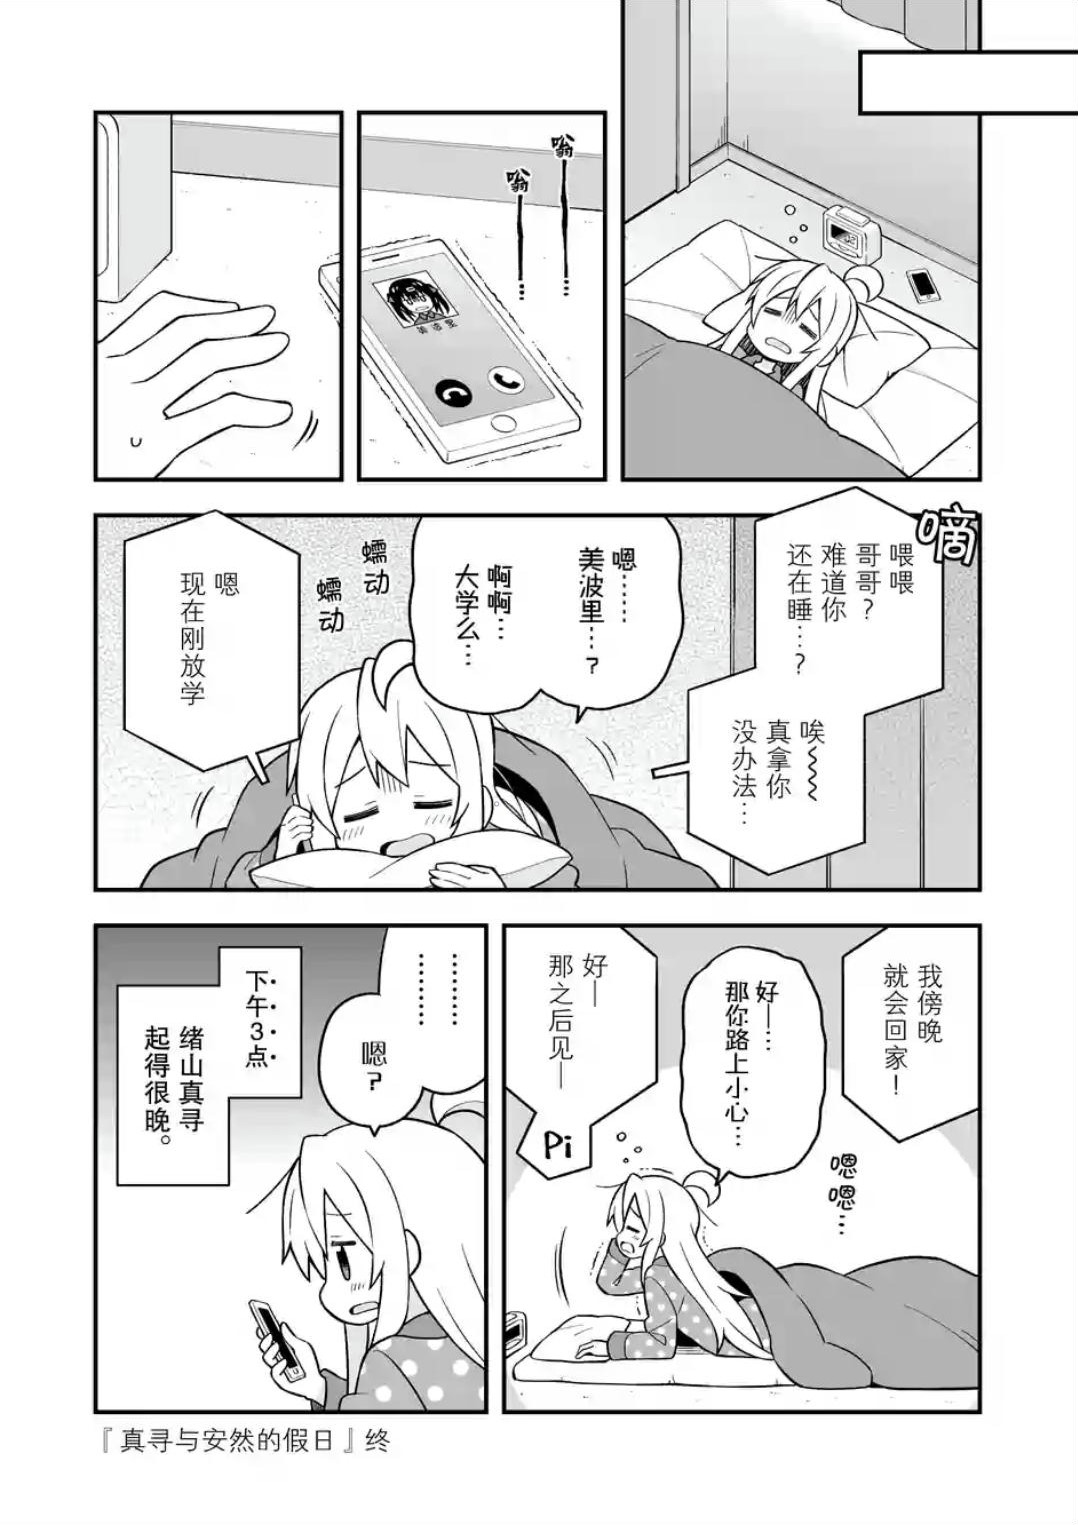 嗡
嗡
美波里
嘀
喂喂
哥哥？
难道你
还在睡…？
唉~~~~
真拿你
没办法…
嗯……
美波里…？
啊啊…
大学么…
蠕动
蠕动
嗯
现在刚放学
我傍晚
就会回家！
好—…
那你路上小心…
嗯嗯…
好—
那之后见—
Pi
………
………
嗯？
下午3点
绪山真寻
起得很晚。
『真寻与安然的假日』终